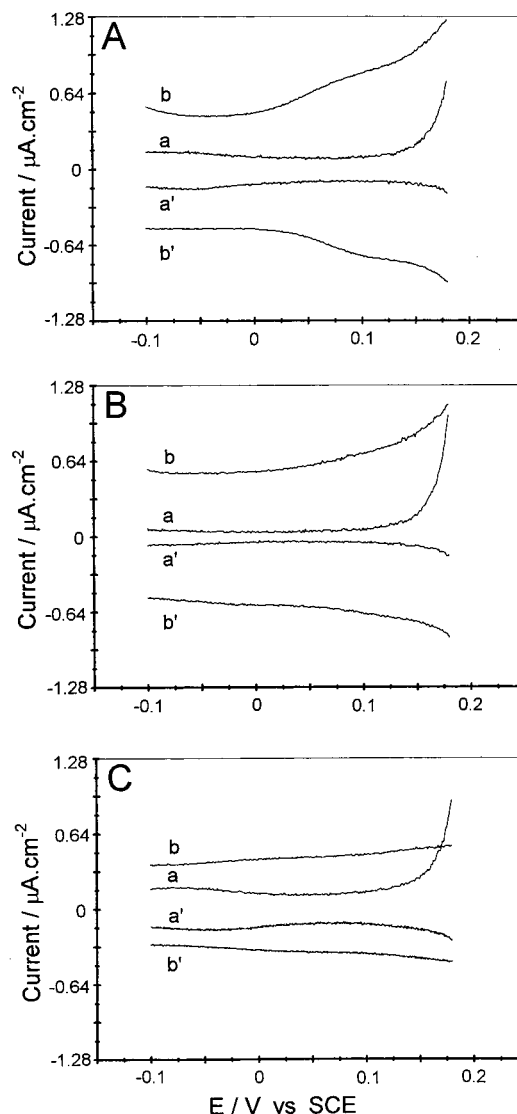 A
Current / μA.cm⁻²
1.28
0.64
0
-0.64
-1.28
b
a
a'
b'
-0.1
0
0.1
0.2
B
Current / μA.cm⁻²
1.28
0.64
0
-0.64
-1.28
b
a
a'
b'
-0.1
0
0.1
0.2
C
Current / μA.cm⁻²
1.28
0.64
0
-0.64
-1.28
b
a
a'
b'
-0.1
0
0.1
0.2
E / V vs SCE